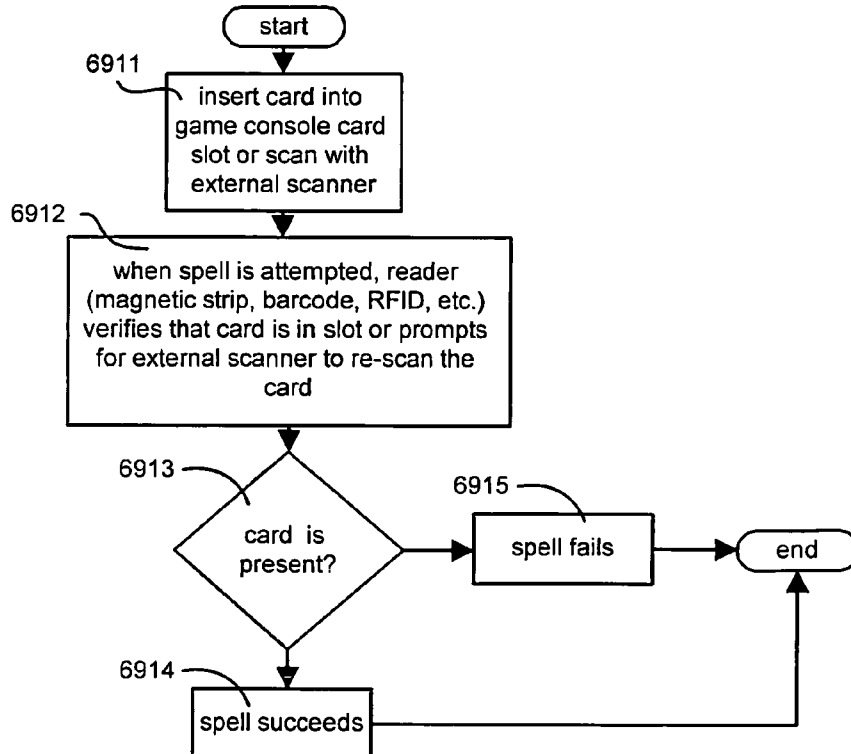 start
6911
insert card into
game console card
slot or scan with
external scanner
6912
when spell is attempted, reader
(magnetic strip, barcode, RFID, etc.)
verifies that card is in slot or prompts
for external scanner to re-scan the
card
6913
card is
present?
6915
spell fails
end
6914
spell succeeds